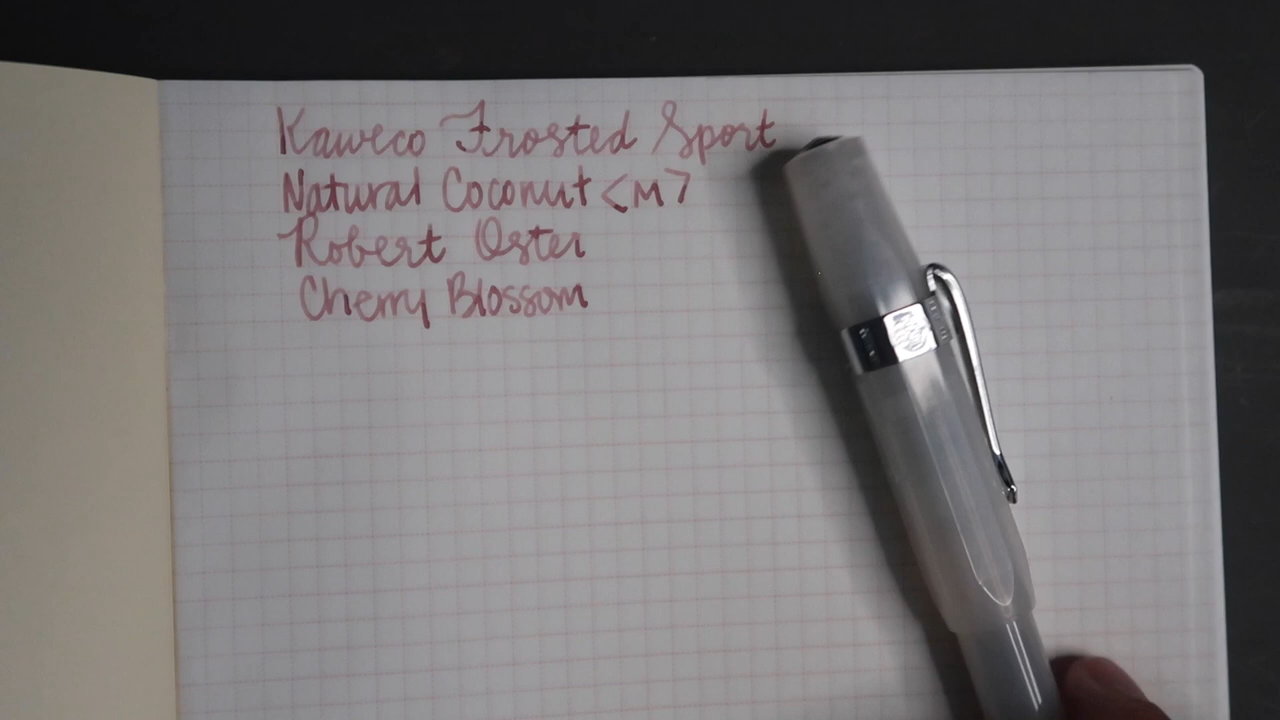 Kaweco Frosted Sport
Natural Coconut <M>
Robert Oster
Cherry Blossom